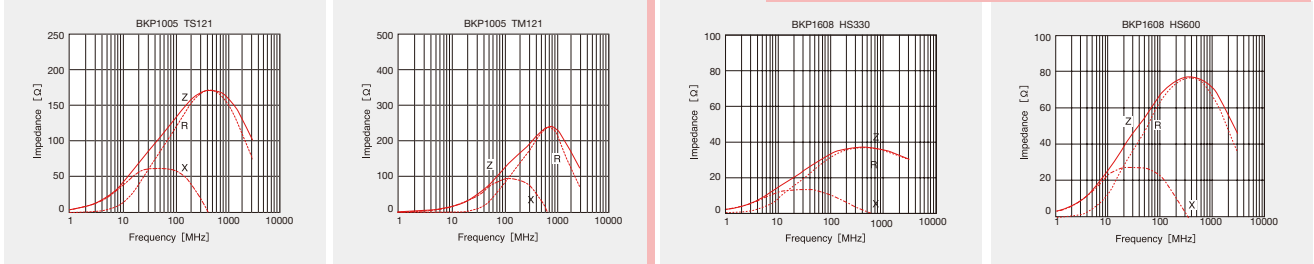 BKP1005 TS121
Impedance [Ω]
250
200
150
100
50
0
Z
R
X
1 10 100 1000 10000
Frequency [MHz]
BKP1005 TM121
Impedance [Ω]
500
400
300
200
100
0
Z
R
X
1 10 100 1000 10000
Frequency [MHz]
BKP1608 HS330
Impedance [Ω]
100
80
60
40
20
0
Z
R
X
1 10 100 1000 10000
Frequency [MHz]
BKP1608 HS600
Impedance [Ω]
100
80
60
40
20
0
Z
R
X
1 10 100 1000 10000
Frequency [MHz]